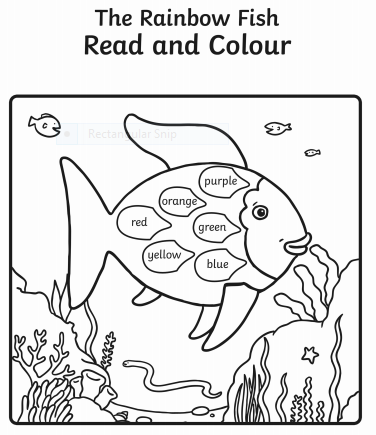 The Rainbow Fish
Read and Colour
Rectangular Snip
purple
orange
red
green
yellow
blue